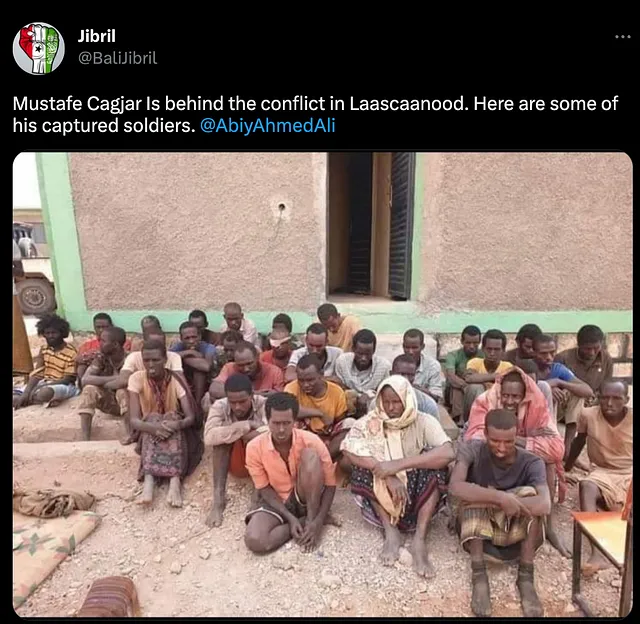 Jibril
@BaliJibril
Mustafe Cagjar Is behind the conflict in Laascaanood. Here are some of
his captured soldiers. @AbiyAhmedAli